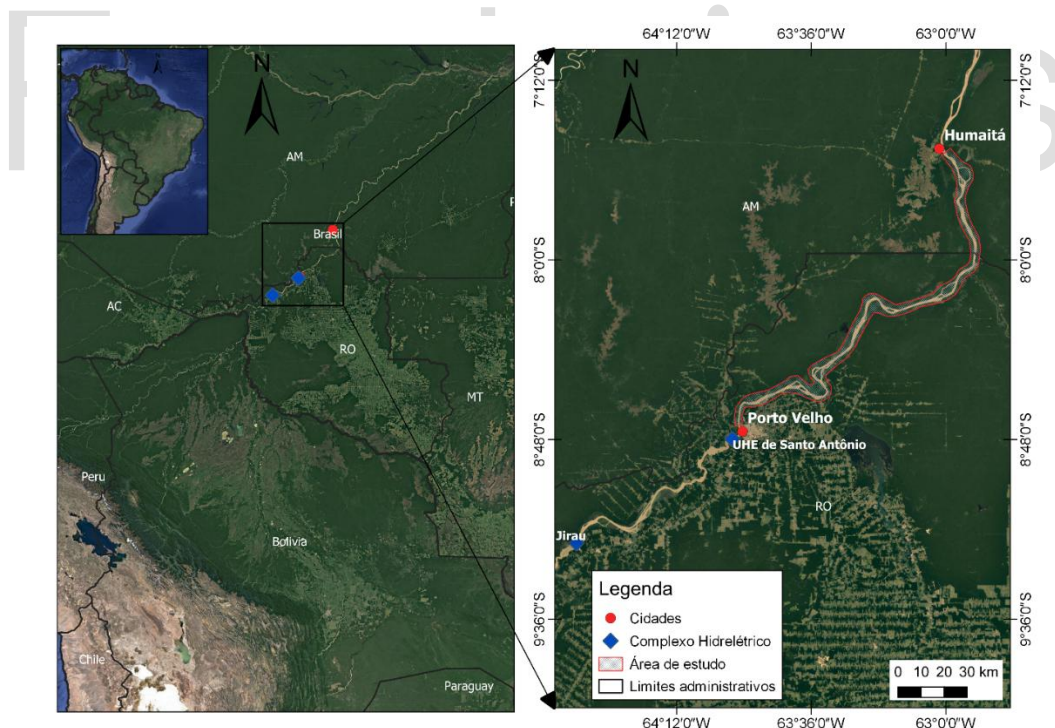 N
AM
Brasil
AC
RO
MT
Peru
Bolivia
Chile
Paraguay
64°12'0"W 63°36'0"W 63°00'0"W
7°12'0"S
8°0'0"S
8°48'0"S
9°36'0"S
N
Humaitá
AM
Porto Velho
UHE de Santo Antônio
RO
Jirau
Legenda
Cidades
Complexo Hidrelétrico
Área de estudo
Limites administrativos
0 10 20 30 km
7°12'0"S
8°0'0"S
8°48'0"S
9°36'0"S
64°12'0"W 63°36'0"W 63°00'0"W